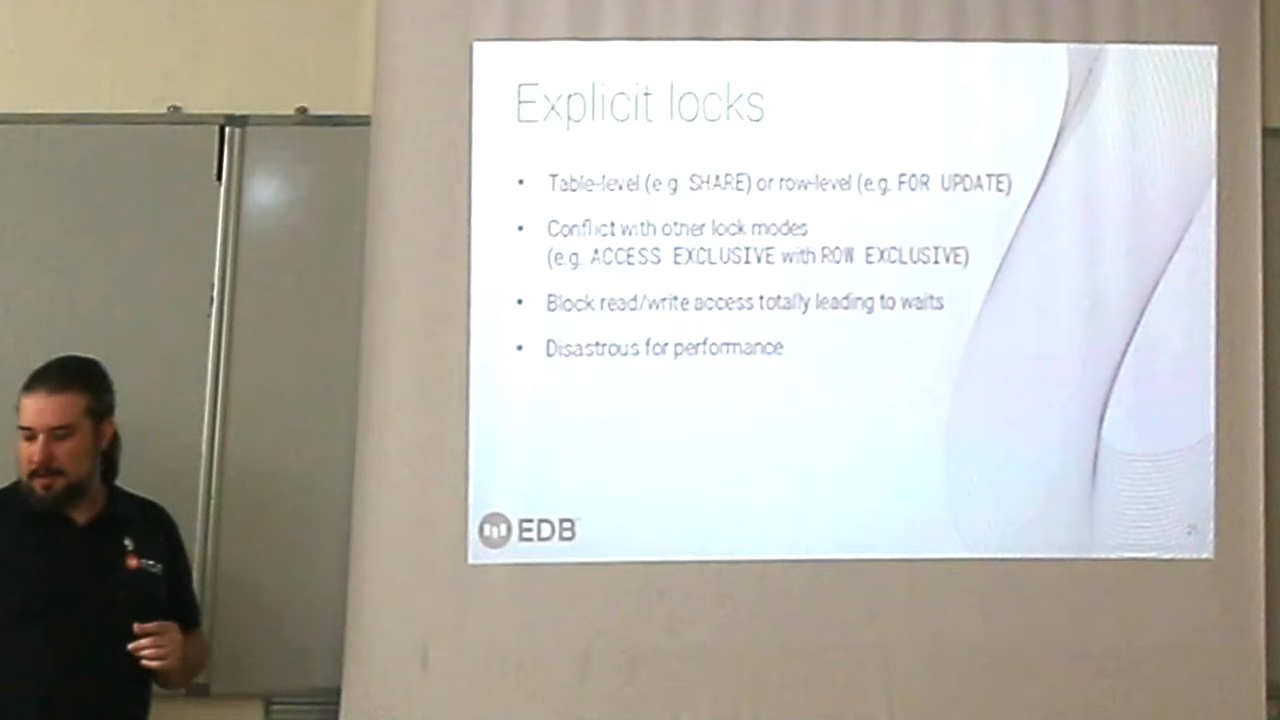 Explicit locks
• Table-level (e.g. SHARE) or row-level (e.g. FOR UPDATE)
• Conflict with other lock modes
(e.g. ACCESS EXCLUSIVE with ROW EXCLUSIVE)
• Block read/write access totally leading to waits
• Disastrous for performance
EDB